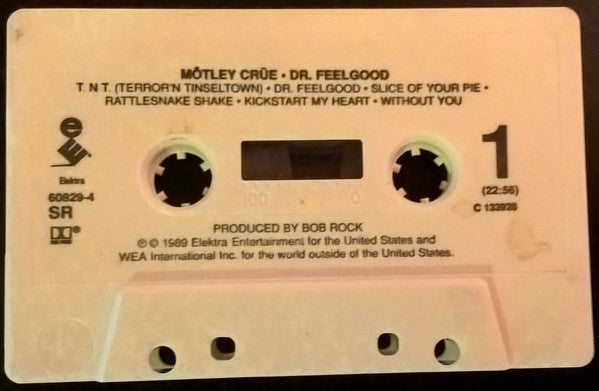 MÖTLEY CRÜE • DR. FEELGOOD
T. N T. (TERROR'N TINSELTOWN) • DR. FEELGOOD • SLICE OF YOUR PIE •
RATTLESNAKE SHAKE • KICKSTART MY HEART • WITHOUT YOU
Elektra
60829-4
SR
1
(22:56)
C 133928
100 0
PRODUCED BY BOB ROCK
℗ © 1989 Elektra Entertainment for the United States and
WEA International Inc. for the world outside of the United States.